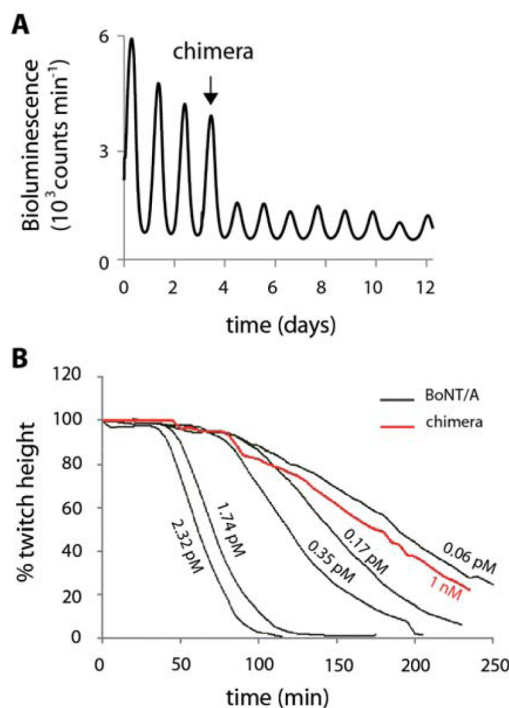 A
chimera
Bioluminescence
(10³ counts min⁻¹)
6
3
0
0 2 4 6 8 10 12
time (days)
B
% twitch height
120
100
80
60
40
20
0
BoNT/A
chimera
2.32 pM
1.74 pM
0.35 pM
0.17 pM
0.06 pM
1 nM
0 50 100 150 200 250
time (min)